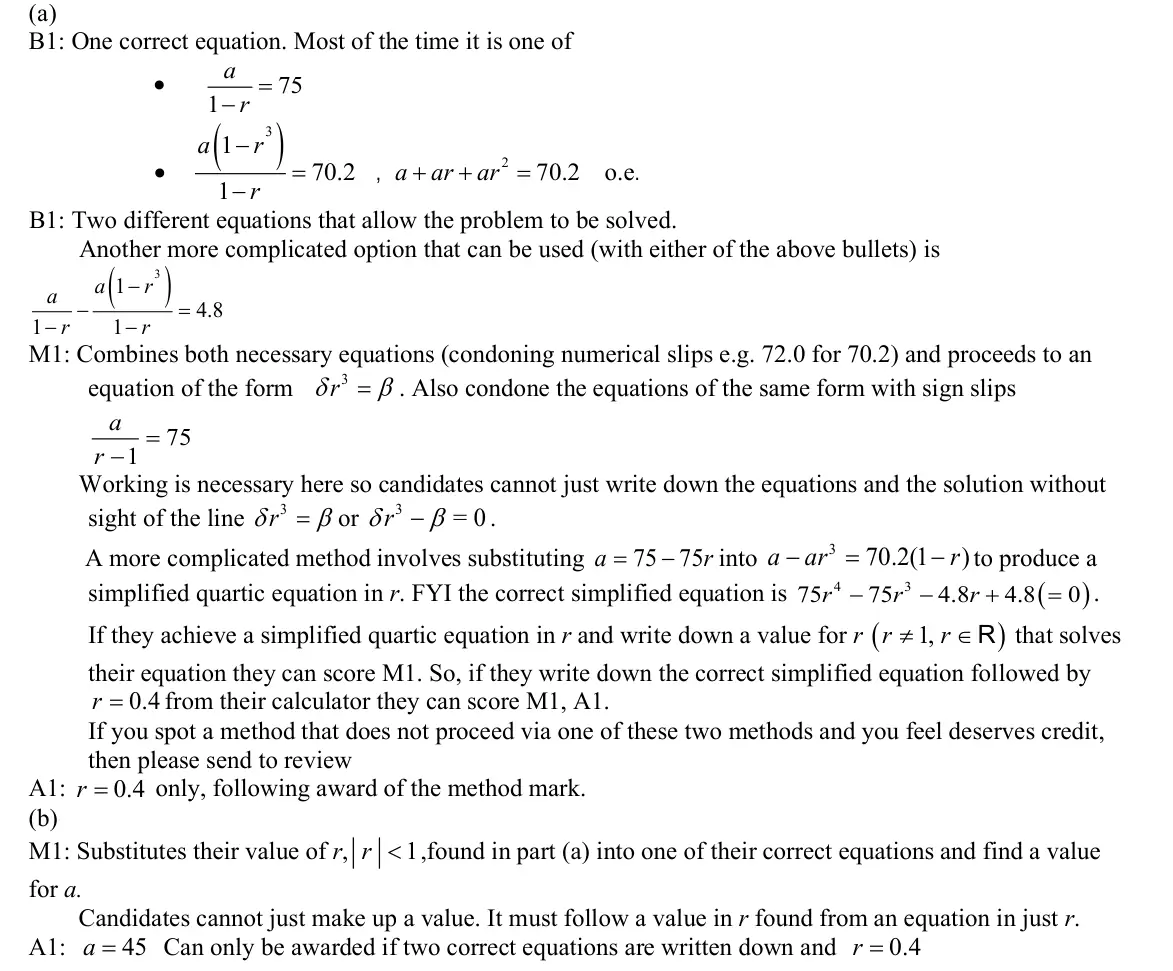 (a)
B1: One correct equation. Most of the time it is one of
• a/(1−r) = 75
• a(1−r³)/(1−r) = 70.2 , a + ar + ar² = 70.2 o.e.
B1: Two different equations that allow the problem to be solved.
Another more complicated option that can be used (with either of the above bullets) is
a/(1−r) − a(1−r³)/(1−r) = 4.8
M1: Combines both necessary equations (condoning numerical slips e.g. 72.0 for 70.2) and proceeds to an
equation of the form δr³ = β . Also condone the equations of the same form with sign slips
a/(r−1) = 75
Working is necessary here so candidates cannot just write down the equations and the solution without
sight of the line δr³ = β or δr³ − β = 0 .
A more complicated method involves substituting a = 75 − 75r into a − ar³ = 70.2(1 − r) to produce a
simplified quartic equation in r. FYI the correct simplified equation is 75r⁴ − 75r³ − 4.8r + 4.8(= 0) .
If they achieve a simplified quartic equation in r and write down a value for r (r ≠ 1, r ∈ R) that solves
their equation they can score M1. So, if they write down the correct simplified equation followed by
r = 0.4 from their calculator they can score M1, A1.
If you spot a method that does not proceed via one of these two methods and you feel deserves credit,
then please send to review
A1: r = 0.4 only, following award of the method mark.
(b)
M1: Substitutes their value of r, |r| < 1 ,found in part (a) into one of their correct equations and find a value
for a.
Candidates cannot just make up a value. It must follow a value in r found from an equation in just r.
A1: a = 45 Can only be awarded if two correct equations are written down and r = 0.4